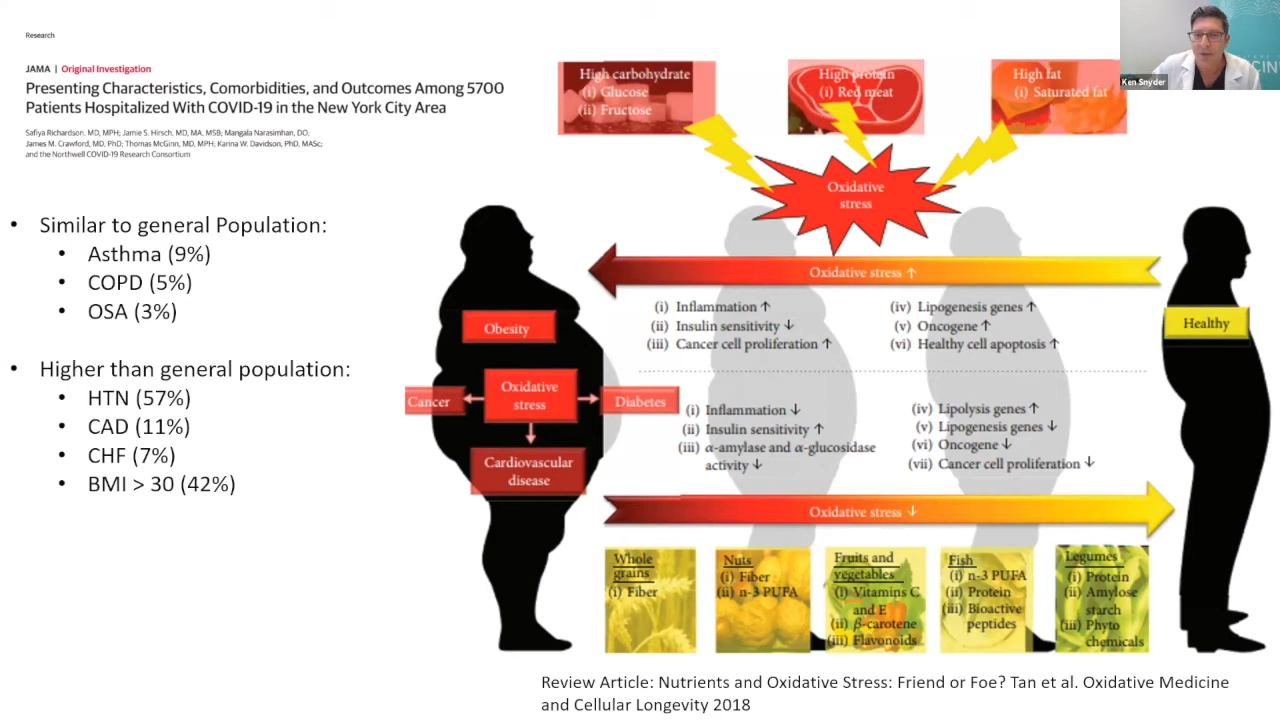 Research
JAMA | Original Investigation
Presenting Characteristics, Comorbidities, and Outcomes Among 5700
Patients Hospitalized With COVID-19 in the New York City Area
Safiya Richardson, MD, MPH; Jamie S. Hirsch, MD, MA, MSB; Mangala Narasimhan, DO;
James M. Crawford, MD, PhD; Thomas McGinn, MD, MPH; Karina W. Davidson, PhD, MASc;
and the Northwell COVID-19 Research Consortium
• Similar to general Population:
• Asthma (9%)
• COPD (5%)
• OSA (3%)
• Higher than general population:
• HTN (57%)
• CAD (11%)
• CHF (7%)
• BMI > 30 (42%)
High carbohydrate
(i) Glucose
(ii) Fructose
High protein
(i) Red meat
High fat
(i) Saturated fat
Ken Snyder
Oxidative
stress
Oxidative stress ↑
(i) Inflammation ↑
(ii) Insulin sensitivity ↓
(iii) Cancer cell proliferation ↑
(iv) Lipogenesis genes ↑
(v) Oncogene ↑
(vi) Healthy cell apoptosis ↑
Obesity
Healthy
Cancer
Oxidative
stress
Diabetes
Cardiovascular
disease
(i) Inflammation ↓
(ii) Insulin sensitivity ↑
(iii) α-amylase and α-glucosidase
activity ↓
(iv) Lipolysis genes ↑
(v) Lipogenesis genes ↓
(vi) Oncogene ↓
(vii) Cancer cell proliferation ↓
Oxidative stress ↓
Whole
grains
(i) Fiber
Nuts
(i) Fiber
(ii) n-3 PUFA
Fruits and
vegetables
(i) Vitamins C
and E
(ii) β-carotene
(iii) Flavonoids
Fish
(i) n-3 PUFA
(ii) Protein
(iii) Bioactive
peptides
Legumes
(i) Protein
(ii) Amylose
starch
(iii) Phyto
chemicals
Review Article: Nutrients and Oxidative Stress: Friend or Foe? Tan et al. Oxidative Medicine
and Cellular Longevity 2018